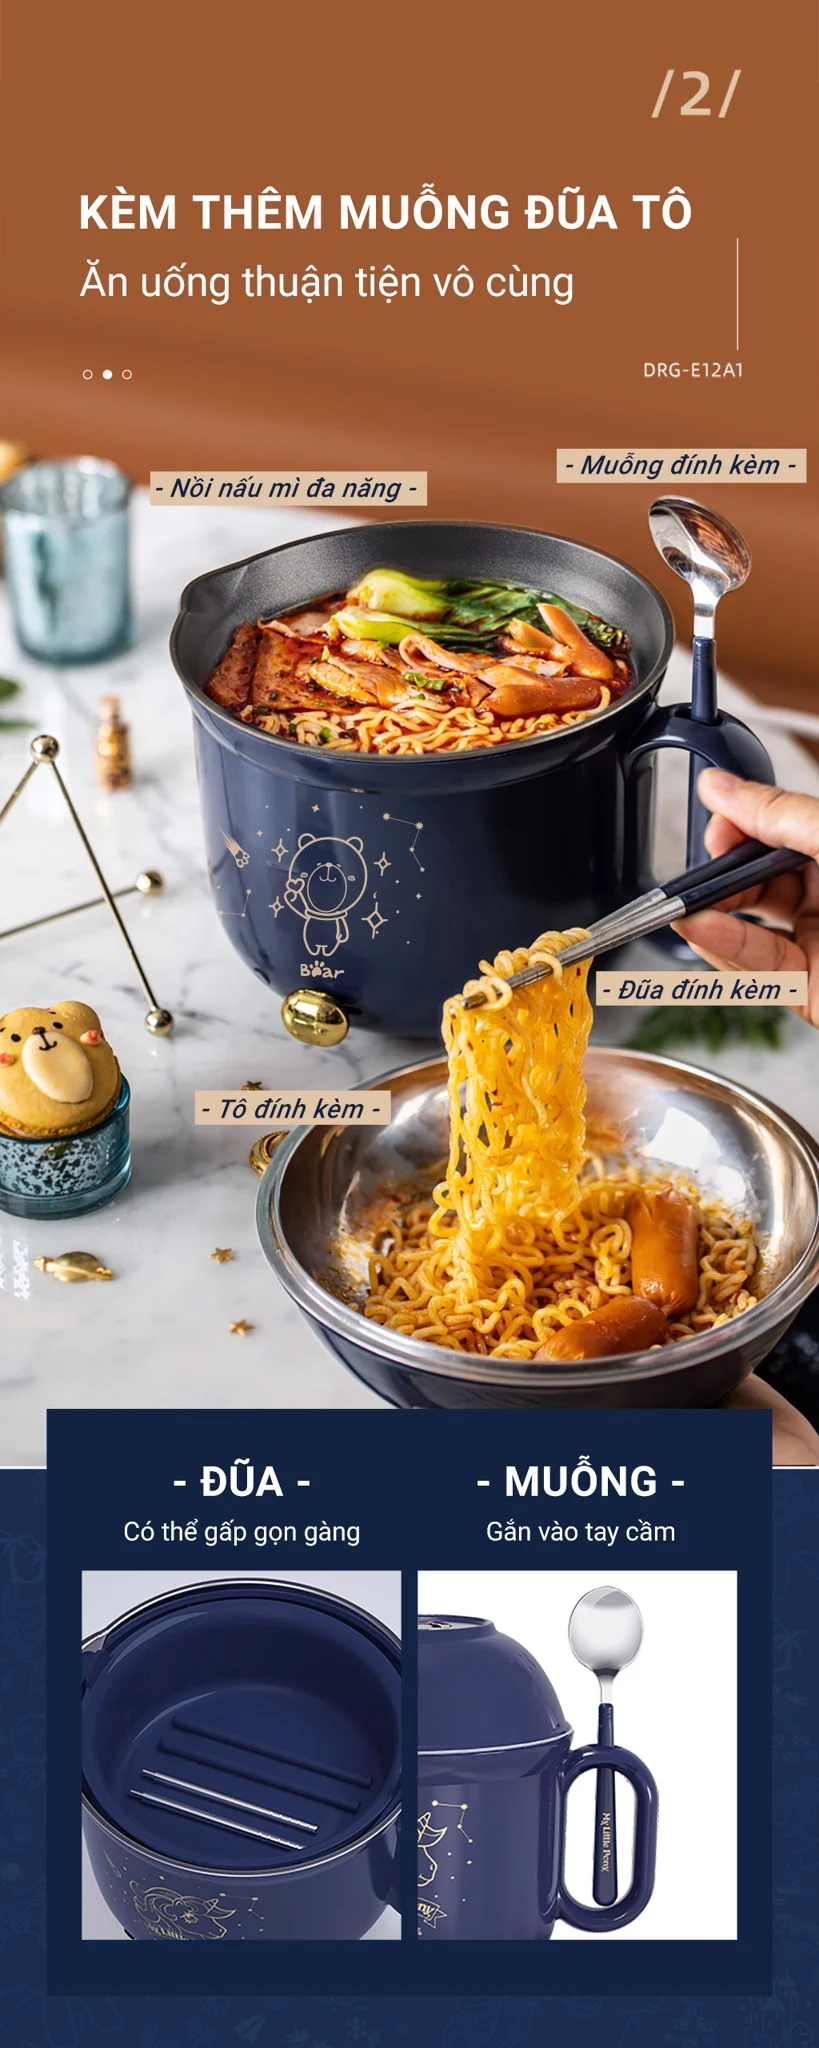 /2/
KÈM THÊM MUỖNG ĐŨA TÔ
Ăn uống thuận tiện vô cùng
DRG-E12A1
- Muỗng đính kèm -
- Nồi nấu mì đa năng -
Bear
- Đũa đính kèm -
- Tô đính kèm -
- ĐŨA -
Có thể gấp gọn gàng
- MUỖNG -
Gắn vào tay cầm
My Little Pony